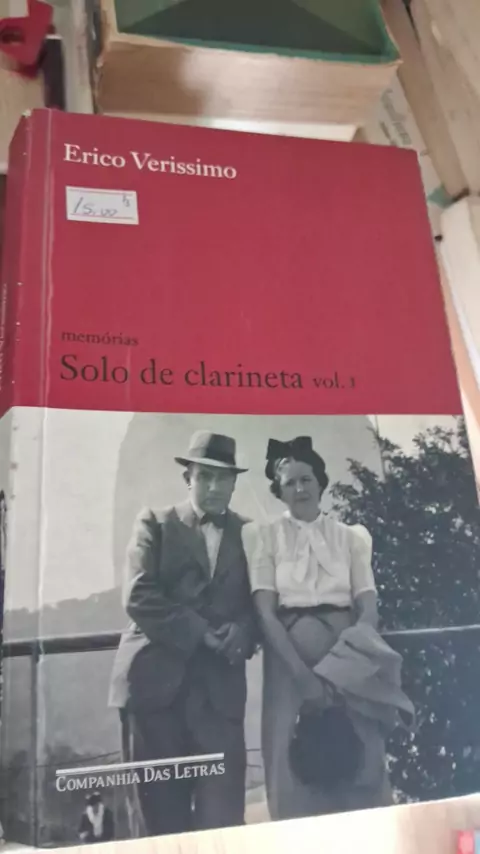 Erico Verissimo
15,00
memórias
Solo de clarineta vol. 1
COMPANHIA DAS LETRAS